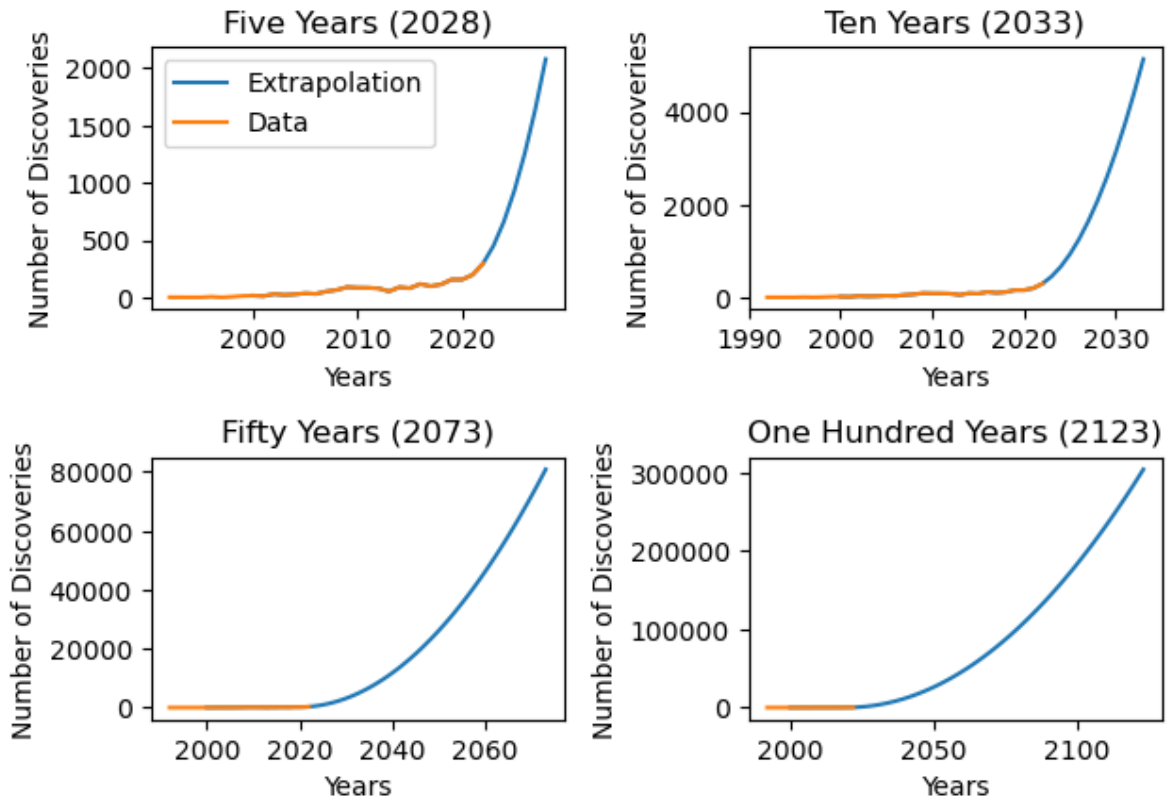 Five Years (2028)
Number of Discoveries
2000
1500
1000
500
0
Extrapolation
Data
2000
2010
2020
Years
Ten Years (2033)
Number of Discoveries
4000
2000
0
1990
2000
2010
2020
2030
Years
Fifty Years (2073)
Number of Discoveries
80000
60000
40000
20000
0
2000
2020
2040
2060
Years
One Hundred Years (2123)
Number of Discoveries
300000
200000
100000
0
2000
2050
2100
Years